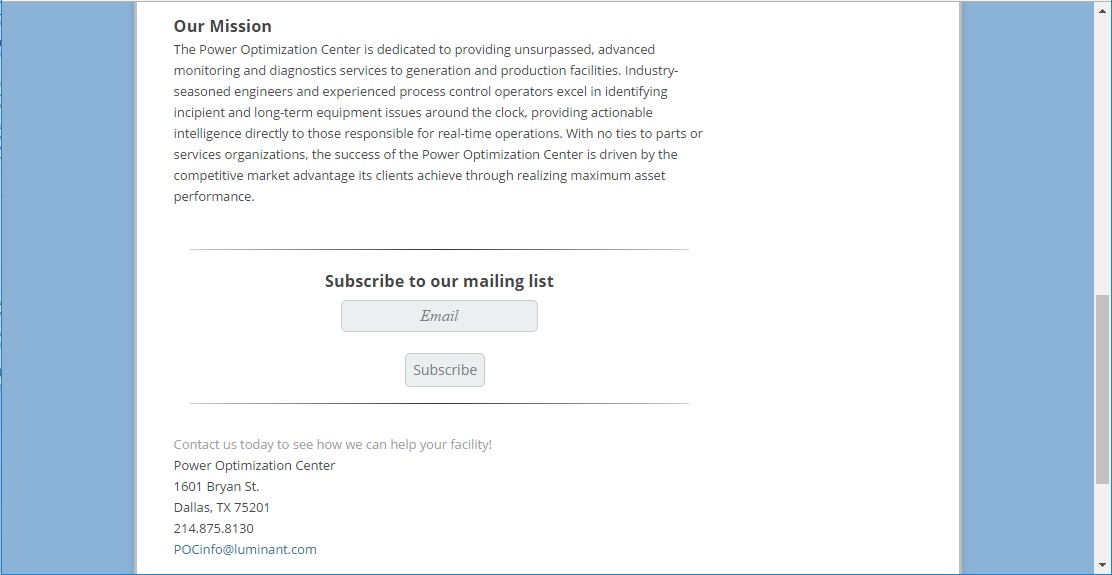 Our Mission
The Power Optimization Center is dedicated to providing unsurpassed, advanced
monitoring and diagnostics services to generation and production facilities. Industry-
seasoned engineers and experienced process control operators excel in identifying
incipient and long-term equipment issues around the clock, providing actionable
intelligence directly to those responsible for real-time operations. With no ties to parts or
services organizations, the success of the Power Optimization Center is driven by the
competitive market advantage its clients achieve through realizing maximum asset
performance.
Subscribe to our mailing list
Email
Subscribe
Contact us today to see how we can help your facility!
Power Optimization Center
1601 Bryan St.
Dallas, TX 75201
214.875.8130
POCinfo@luminant.com